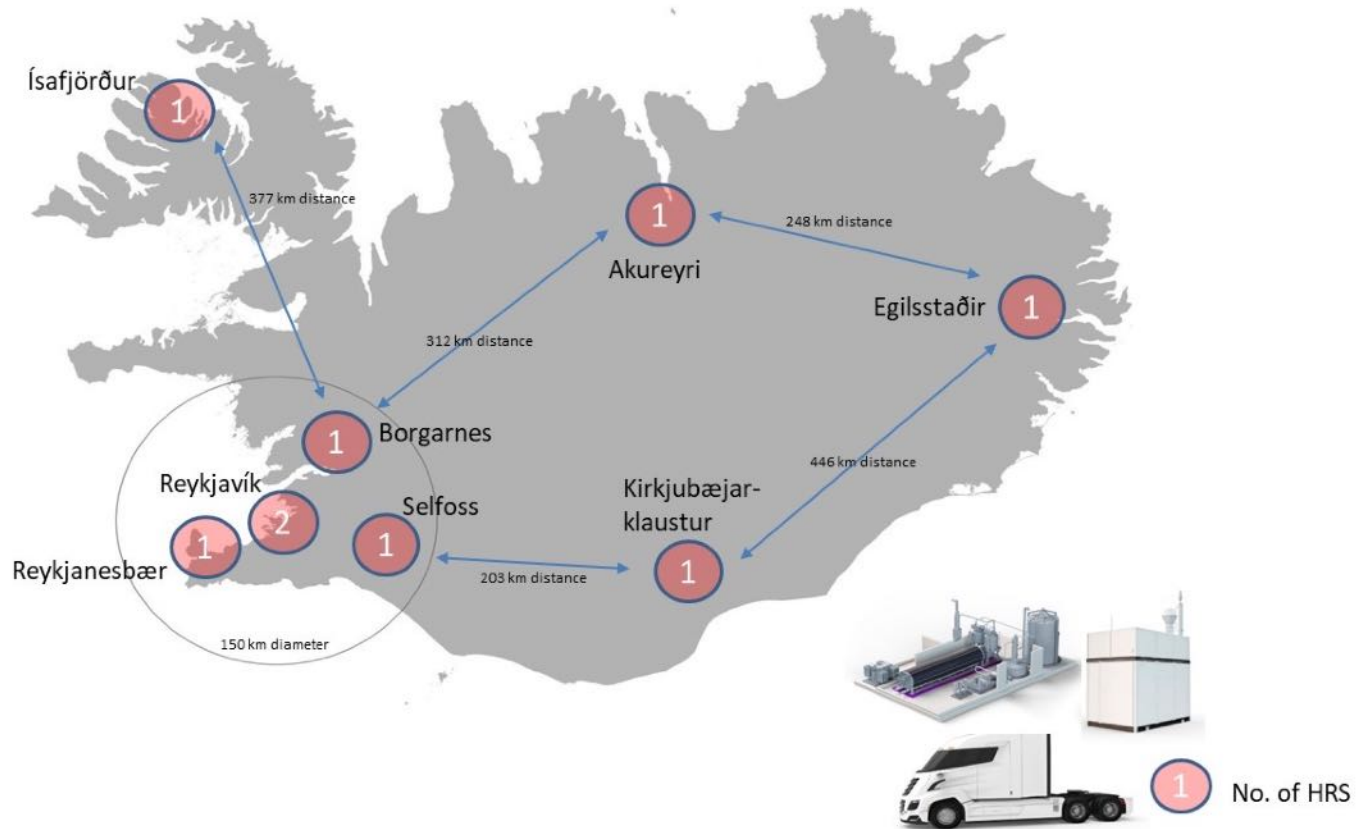 Ísafjörður
1
377 km distance
1
Akureyri
248 km distance
Egilsstaðir
1
312 km distance
1
Borgarnes
446 km distance
Reykjavík
2
Selfoss
1
Kirkjubæjar-
klaustur
1
Reykjanesbær
1
203 km distance
150 km diameter
1
No. of HRS